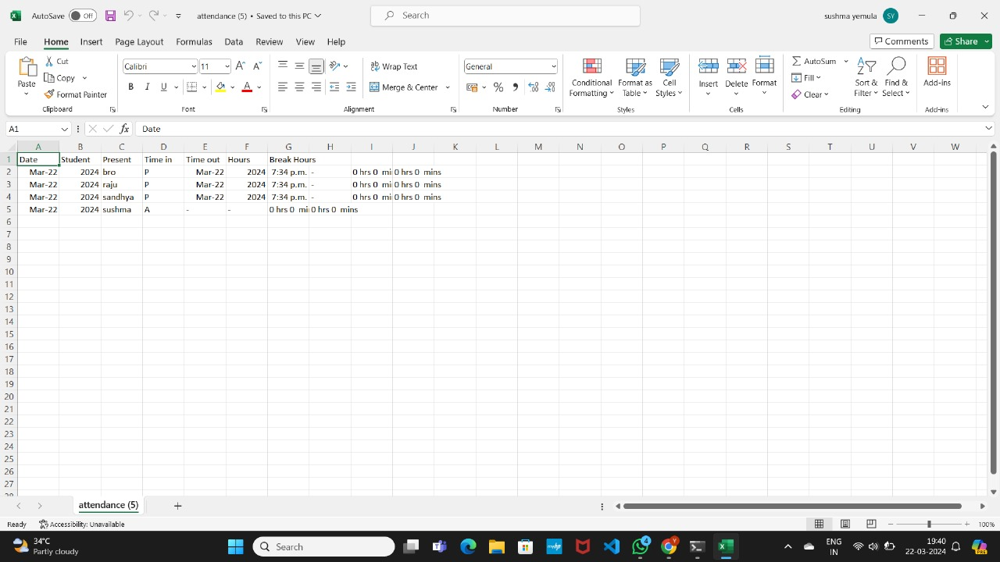 AutoSave Off attendance (5) • Saved to this PC Search sushma yemula SY
File Home Insert Page Layout Formulas Data Review View Help Comments Share
Paste Cut Copy Format Painter Clipboard
Calibri 11 B I U A Font
Wrap Text Merge & Center Alignment
General % Number
Conditional Formatting Format as Table Cell Styles Styles
Insert Delete Format Cells
AutoSum Fill Clear Sort & Filter Find & Select Editing
Add-ins Add-ins
A1 fx Date
A B C D E F G H I J K L M N O P Q R S T U V W
1 Date Student Present Time in Time out Hours Break Hours
2 Mar-22 2024 bro P Mar-22 2024 7:34 p.m. - 0 hrs 0 mi 0 hrs 0 mins
3 Mar-22 2024 raju P Mar-22 2024 7:34 p.m. - 0 hrs 0 mi 0 hrs 0 mins
4 Mar-22 2024 sandhya P Mar-22 2024 7:34 p.m. - 0 hrs 0 mi 0 hrs 0 mins
5 Mar-22 2024 sushma A - - 0 hrs 0 mi 0 hrs 0 mins
6
7
8
9
10
11
12
13
14
15
16
17
18
19
20
21
22
23
24
25
26
27
28
attendance (5)
Ready Accessibility: Unavailable 100%
34°C Partly cloudy Search 4 Y ENG IN 19:40 22-03-2024 PRE